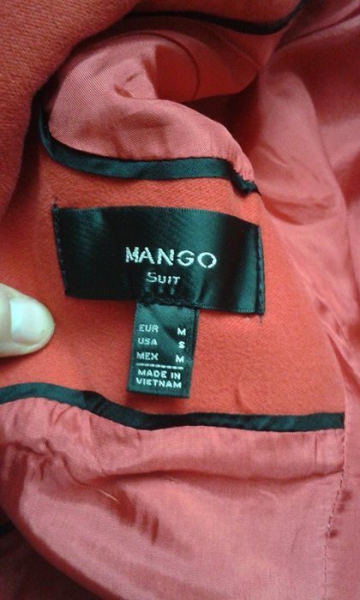 MANGO
SUIT
EUR M
USA S
MEX M
MADE IN
VIETNAM